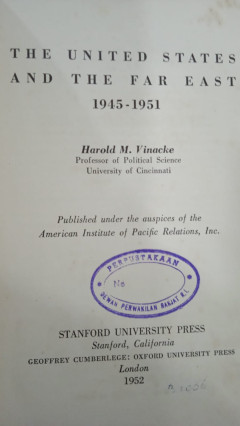 THE UNITED STATES
AND THE FAR EAST
1945-1951
Harold M. Vinacke
Professor of Political Science
University of Cincinnati
Published under the auspices of the
American Institute of Pacific Relations, Inc.
PERPUSTAKAAN
No
DEWAN PERWAKILAN RAKJAT R.I.
STANFORD UNIVERSITY PRESS
Stanford, California
GEOFFREY CUMBERLEGE: OXFORD UNIVERSITY PRESS
London
1952